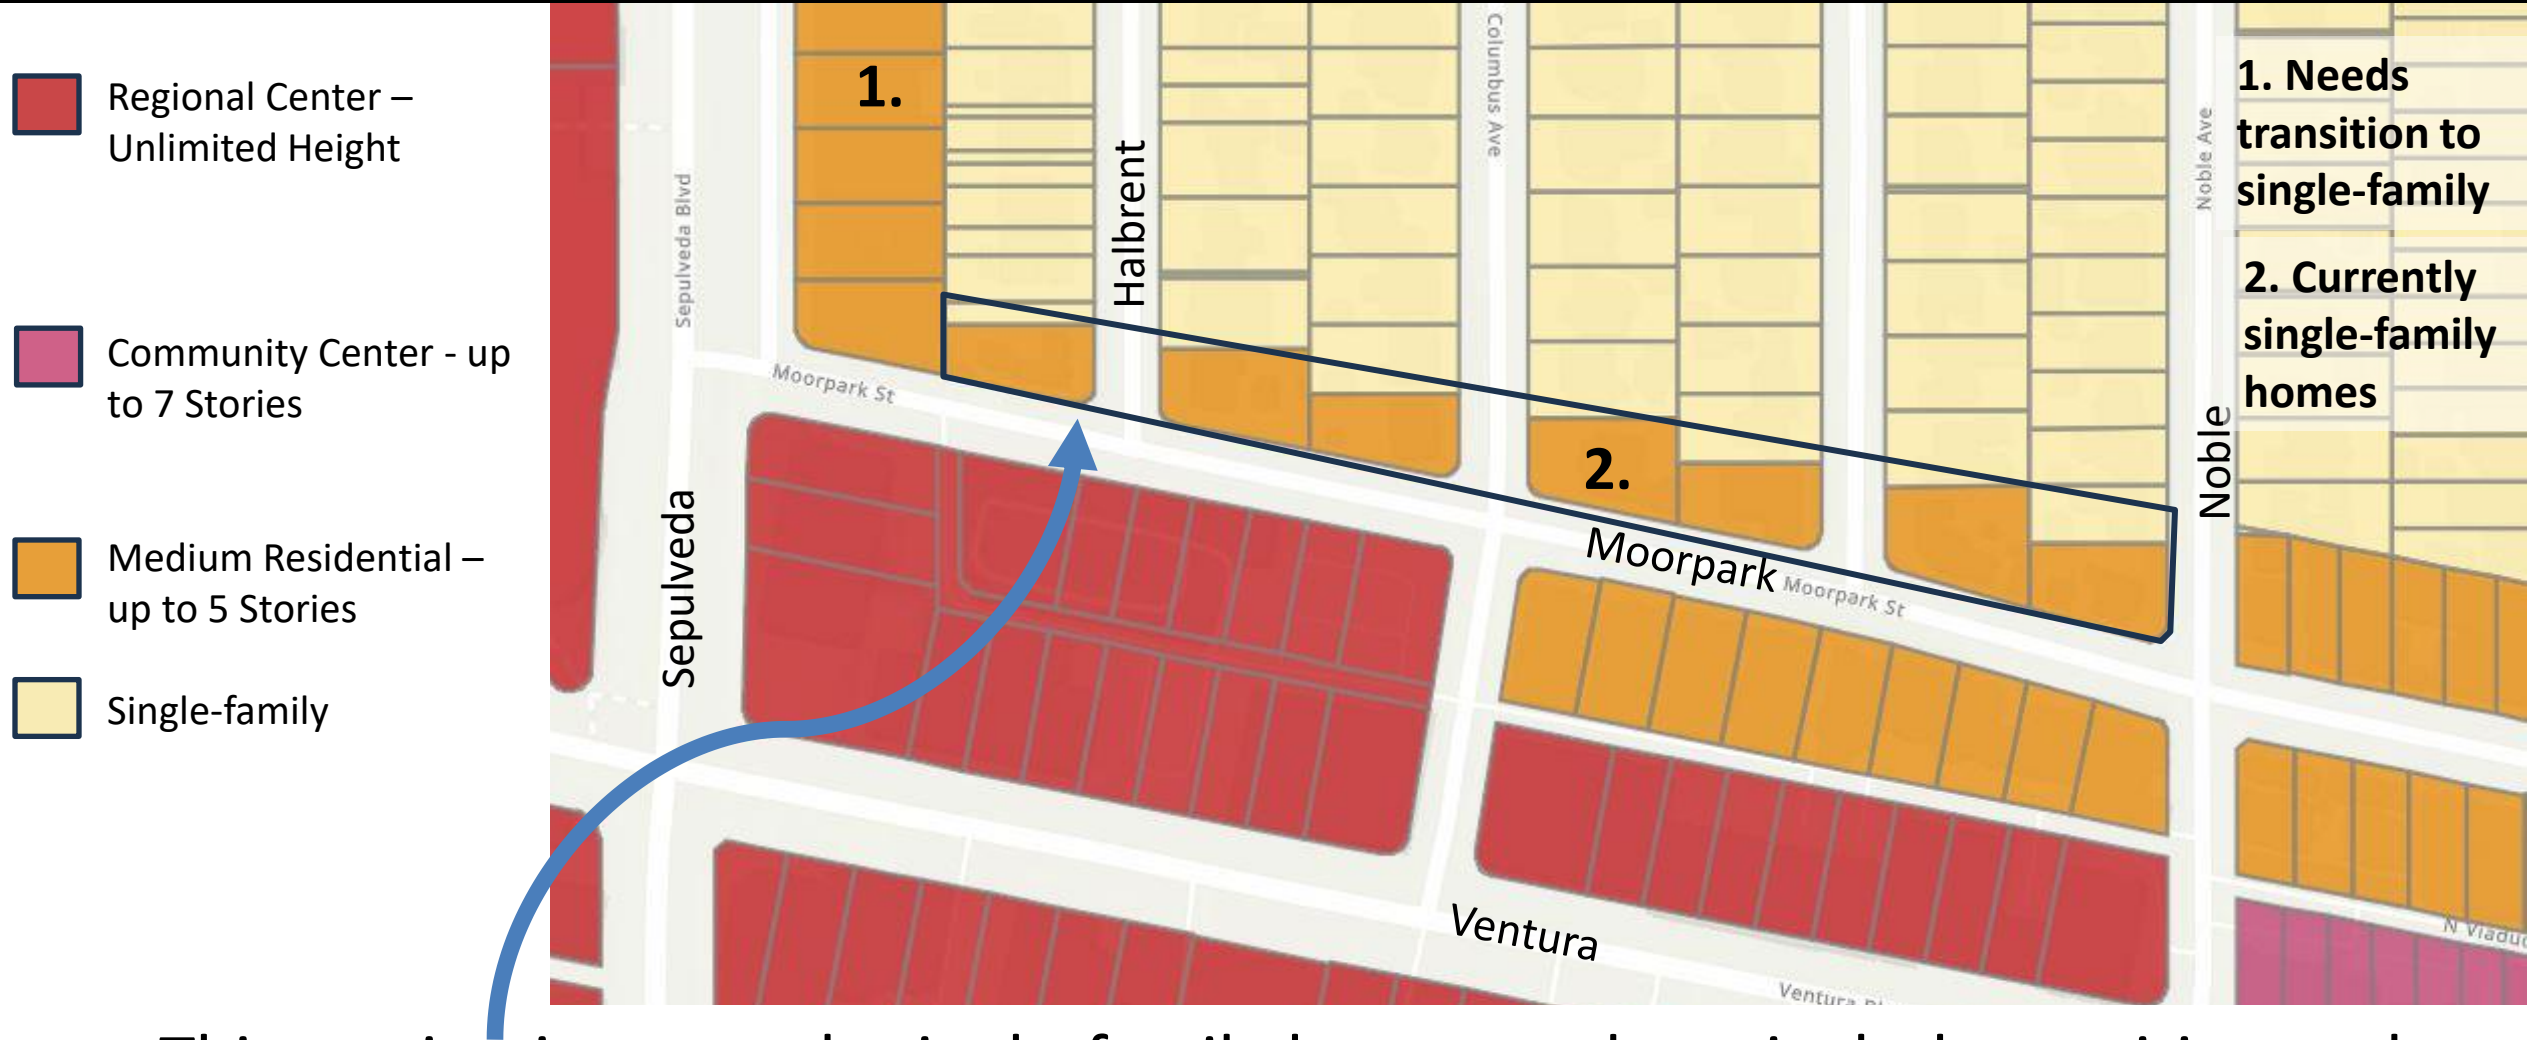 Regional Center –
Unlimited Height
Community Center - up
to 7 Stories
Medium Residential –
up to 5 Stories
Single-family
1.
Sepulveda Blvd
Halbrent
Columbus Ave
Noble Ave
1. Needs
transition to
single-family
2. Currently
single-family
homes
Moorpark St
2.
Noble
Sepulveda
Moorpark
Moorpark St
Ventura
N Viaduc
Ventura